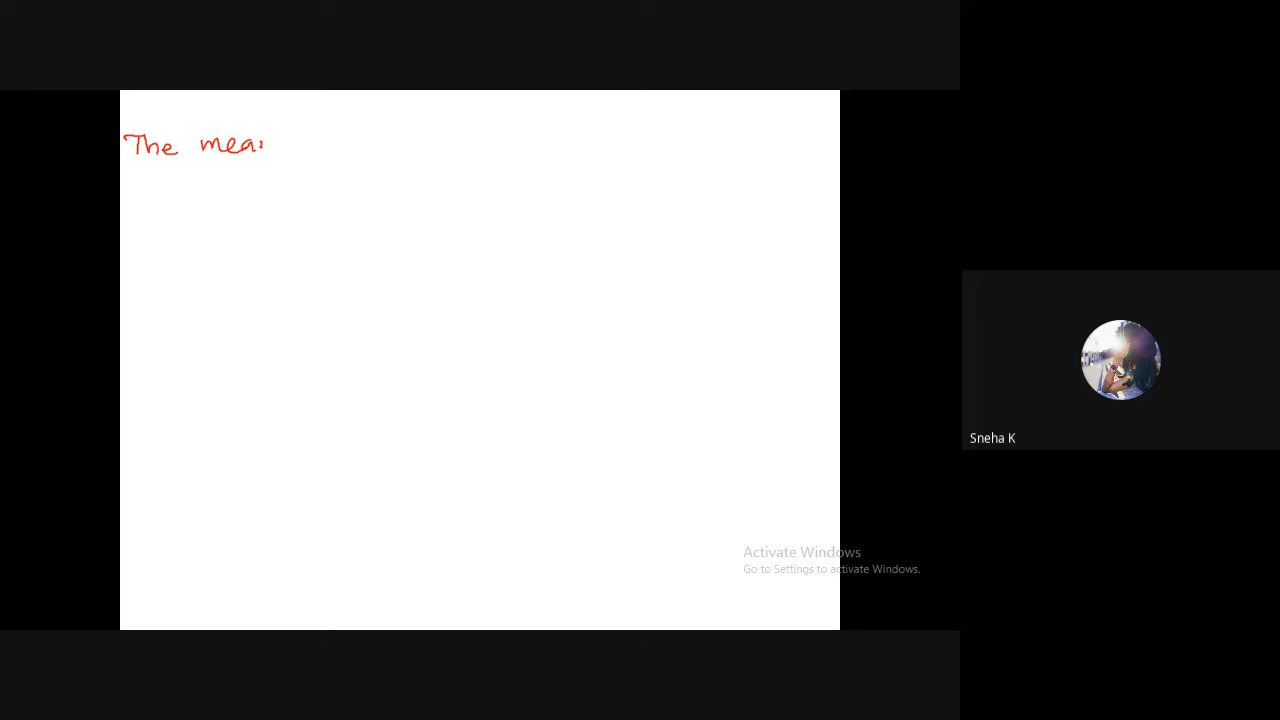 The mea
Sneha K
Activate Windows
Go to Settings to activate Windows.